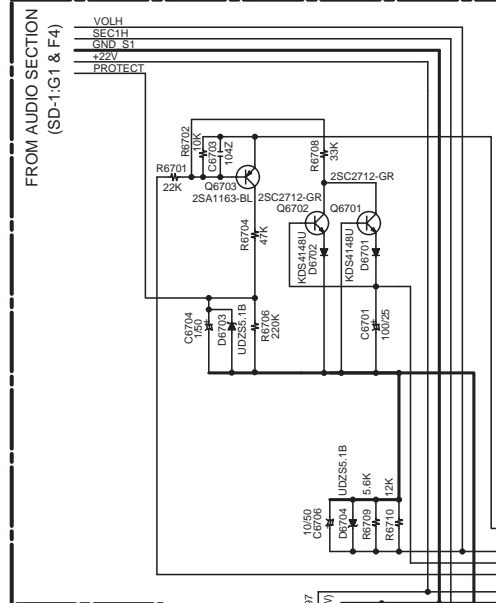 FROM AUDIO SECTION
(SD-1:G1 & F4)
VOLH
SEC1H
GND_S1
+22V
PROTECT
R6702
10K
C6703
104Z
R6708
33K
R6701
22K
Q6703
2SA1163-BL
2SC2712-GR
2SC2712-GR
Q6702
Q6701
R6704
47K
KDS4148U
D6702
KDS4148U
D6701
C6704
1/50
D6703
UDZS5.1B
R6706
220K
C6701
100/25
10/50
C6706
UDZS5.1B
D6704
5.6K
R6709
12K
R6710